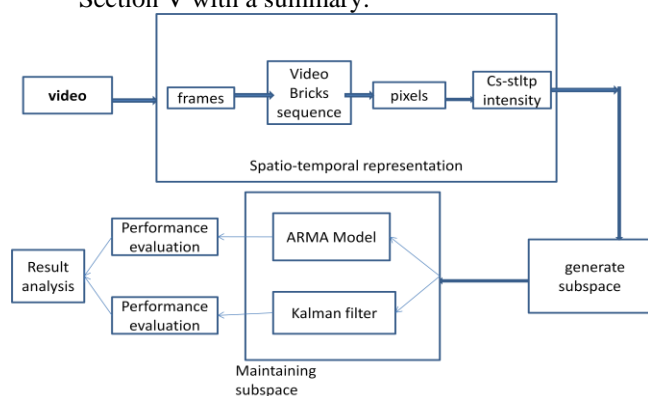 Section V with a summary.
video
frames
Video
Bricks
sequence
pixels
Cs-stltp
intensity
Spatio-temporal representation
generate
subspace
ARMA Model
Kalman filter
Maintaining
subspace
Performance
evaluation
Performance
evaluation
Result
analysis